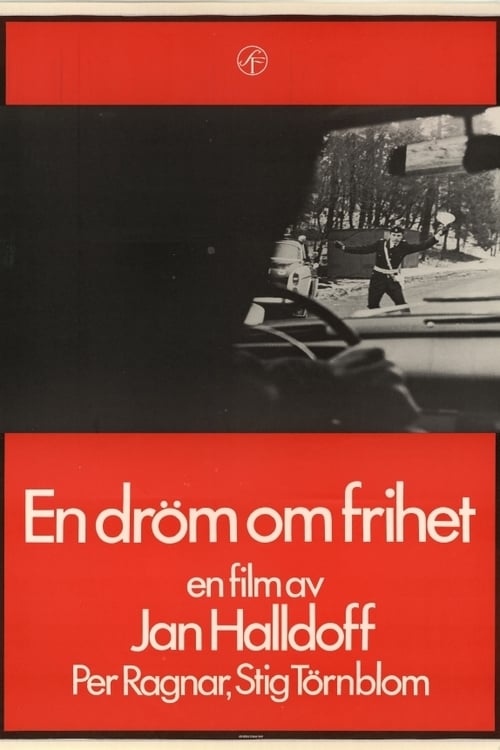 SF
En dröm om frihet
en film av
Jan Halldoff
Per Ragnar, Stig Törnblom